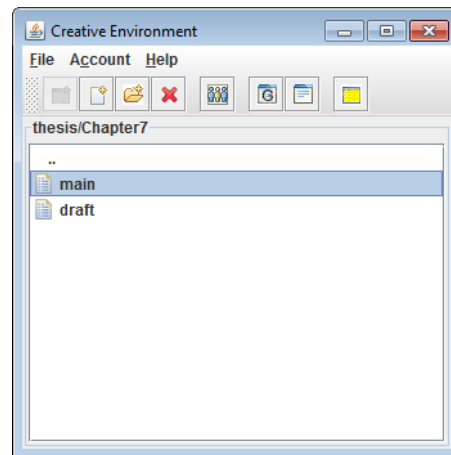 Creative Environment
File Account Help
G
thesis/Chapter7
..
main
draft